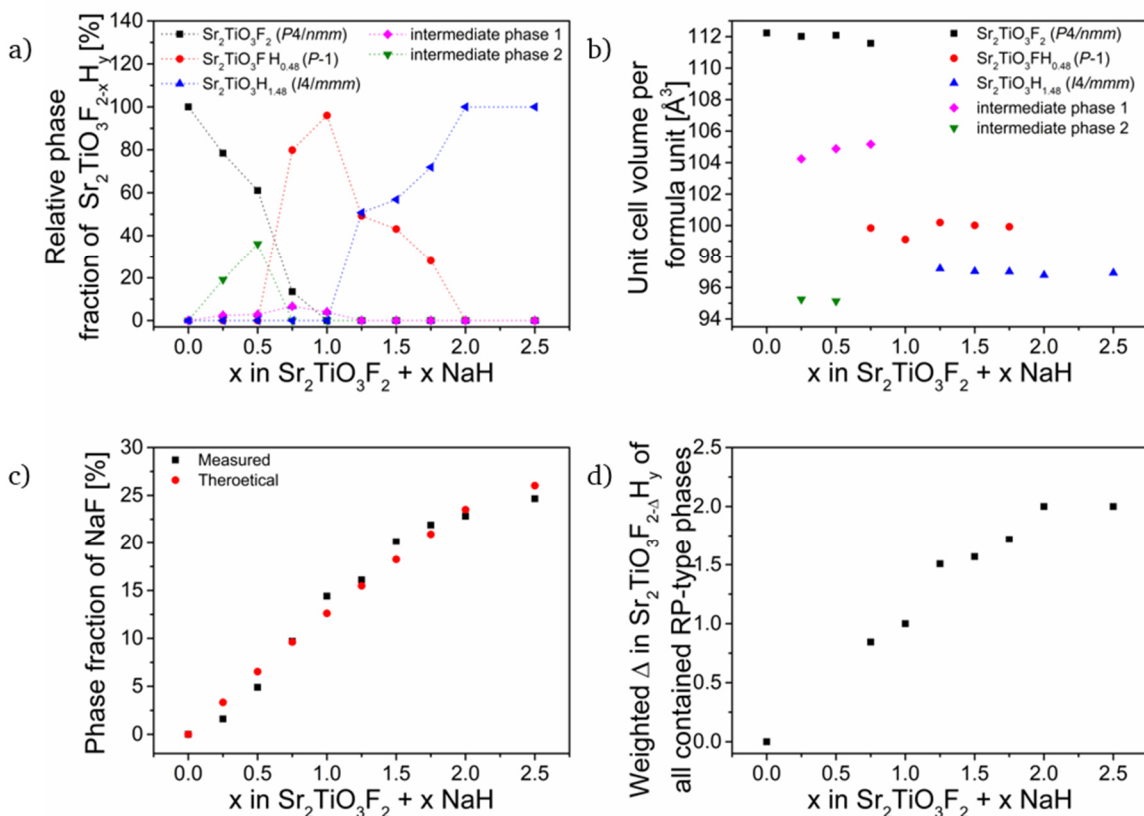 a)
Relative phase
fraction of Sr₂TiO₃F₂₋ₓHᵧ [%]
140
120
100
80
60
40
20
0
Sr₂TiO₃F₂ (P4/nmm)
Sr₂TiO₃FH₀.₄₈ (P-1)
Sr₂TiO₃H₁.₄₈ (I4/mmm)
intermediate phase 1
intermediate phase 2
0.0 0.5 1.0 1.5 2.0 2.5
x in Sr₂TiO₃F₂ + x NaH
b)
Unit cell volume per
formula unit [Å³]
112
110
108
106
104
102
100
98
96
94
Sr₂TiO₃F₂ (P4/nmm)
Sr₂TiO₃FH₀.₄₈ (P-1)
Sr₂TiO₃H₁.₄₈ (I4/mmm)
intermediate phase 1
intermediate phase 2
0.0 0.5 1.0 1.5 2.0 2.5
x in Sr₂TiO₃F₂ + x NaH
c)
Phase fraction of NaF [%]
30
25
20
15
10
5
0
Measured
Theroetical
0.0 0.5 1.0 1.5 2.0 2.5
x in Sr₂TiO₃F₂ + x NaH
d)
Weighted Δ in Sr₂TiO₃F₂₋ΔHᵧ of
all contained RP-type phases
2.5
2.0
1.5
1.0
0.5
0.0
0.0 0.5 1.0 1.5 2.0 2.5
x in Sr₂TiO₃F₂ + x NaH